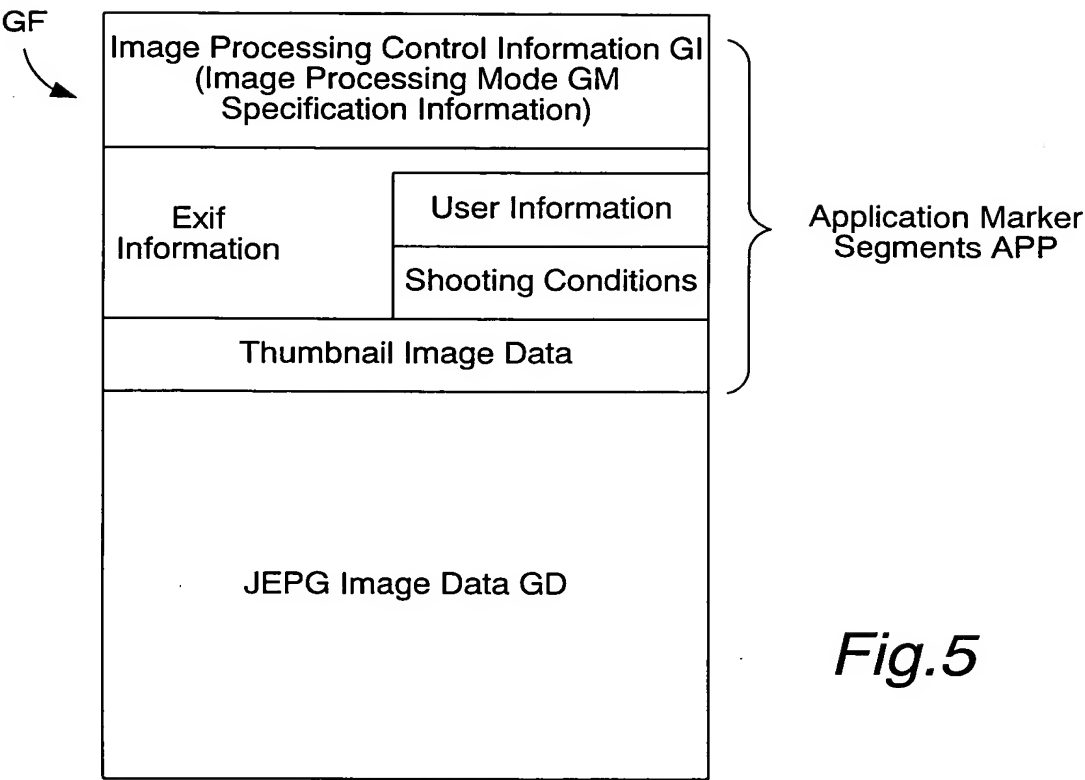 GF
Image Processing Control Information GI
(Image Processing Mode GM
Specification Information)
Exif
Information
User Information
Shooting Conditions
Thumbnail Image Data
Application Marker
Segments APP
JEPG Image Data GD
Fig.5